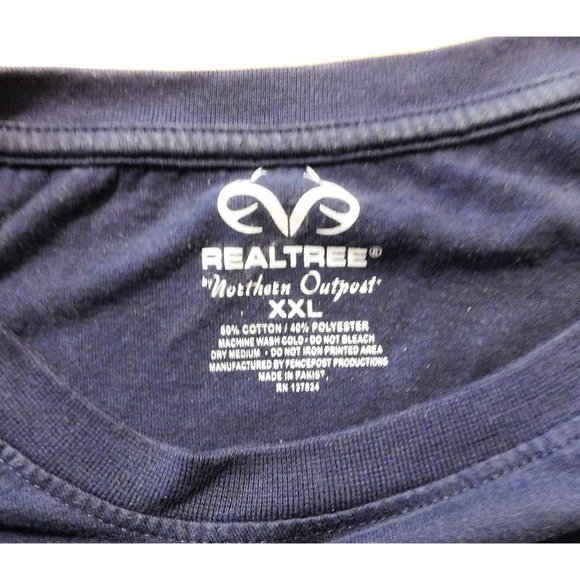 REALTREE®
by Northern Outpost
XXL
60% COTTON / 40% POLYESTER
MACHINE WASH COLD • DO NOT BLEACH
DRY MEDIUM • DO NOT IRON PRINTED AREA
MANUFACTURED BY FENCEPOST PRODUCTIONS
MADE IN PAKIST
RN 137834